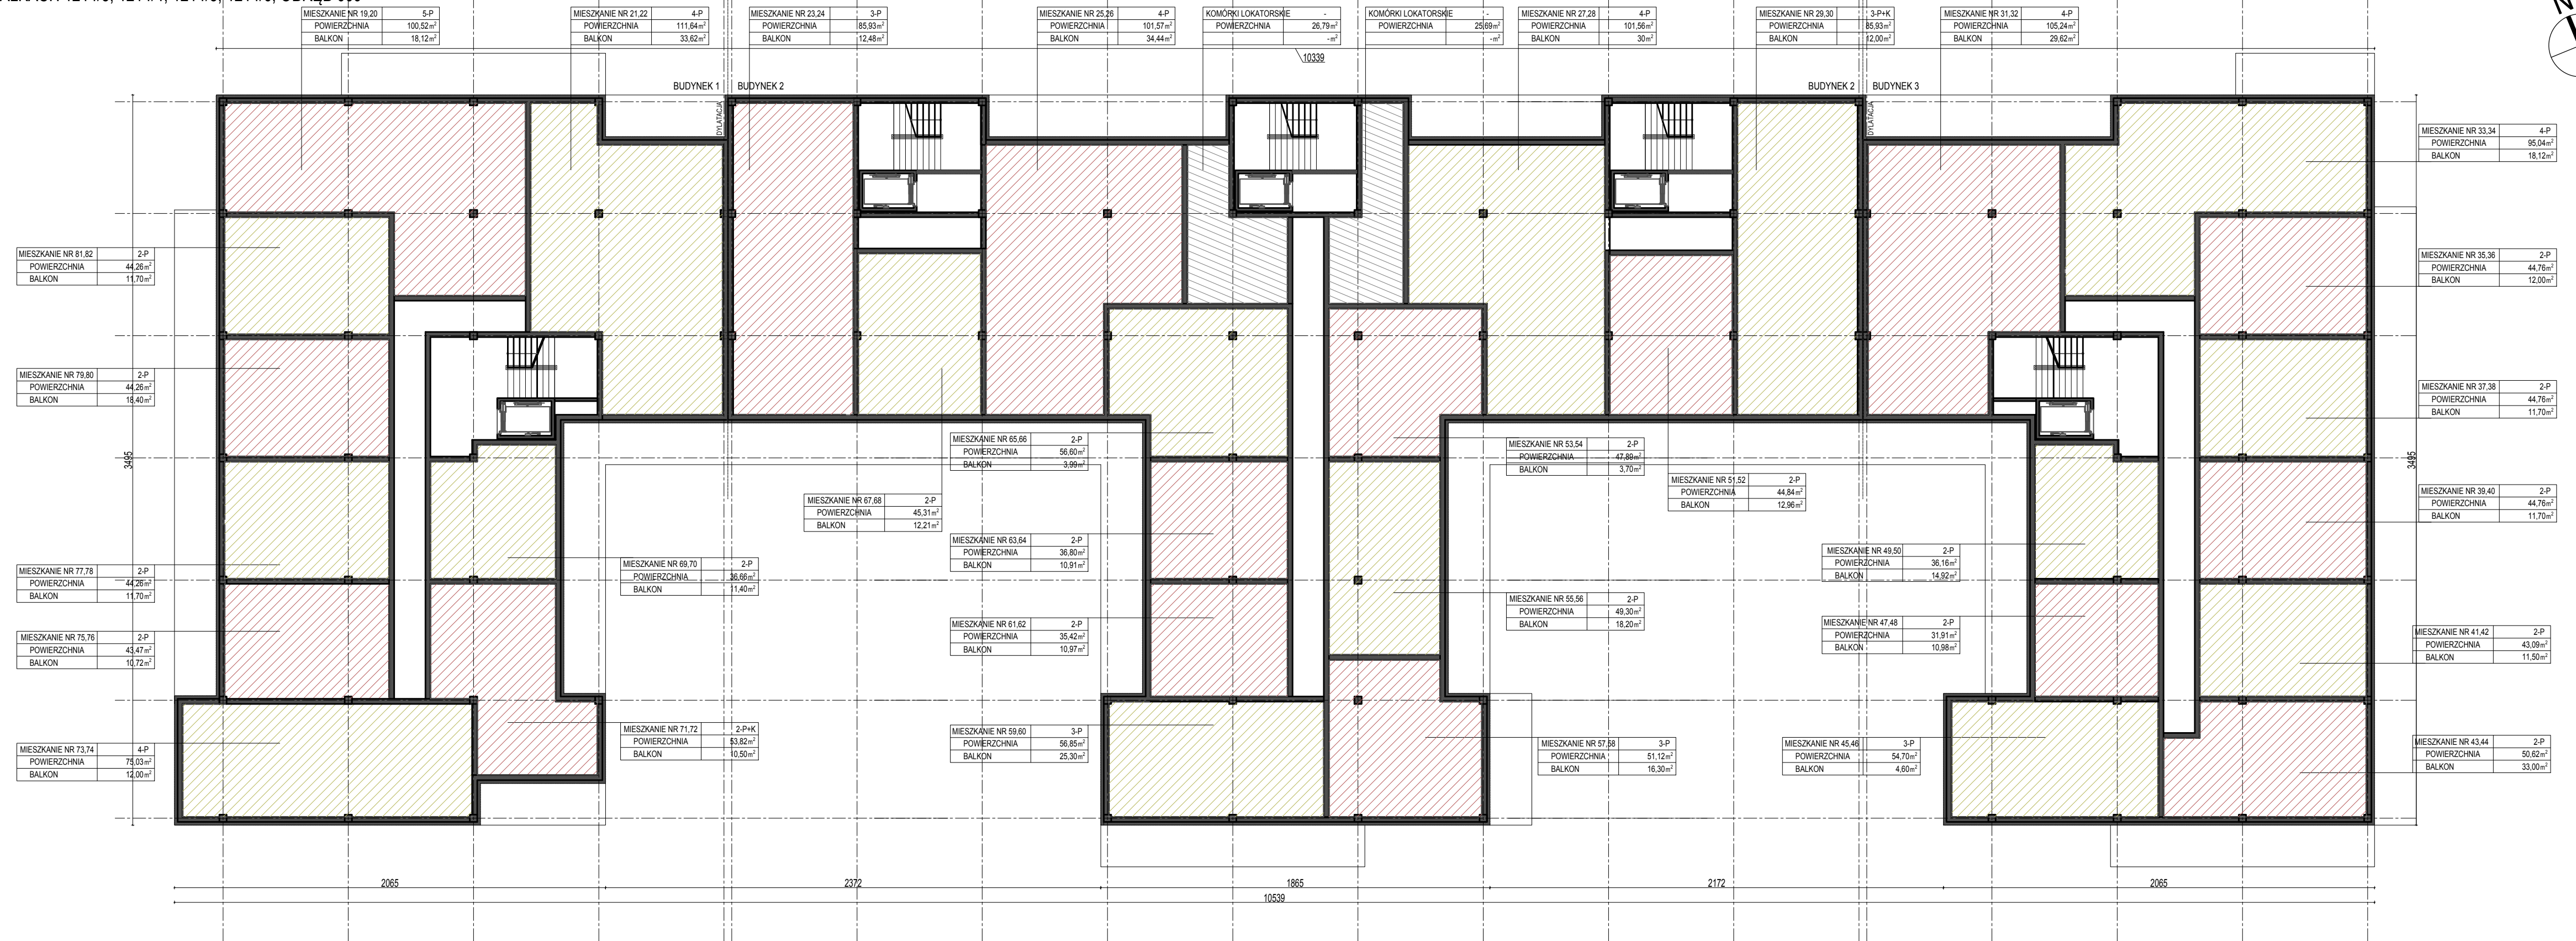 MIESZKANIE NR 19,20 5-P
POWIERZCHNIA 100,52m²
BALKON 18,12m²
MIESZKANIE NR 21,22 4-P
POWIERZCHNIA 111,64m²
BALKON 33,62m²
MIESZKANIE NR 23,24 3-P
POWIERZCHNIA 85,93m²
BALKON 12,48m²
MIESZKANIE NR 25,26 4-P
POWIERZCHNIA 101,57m²
BALKON 34,44m²
KOMÓRKI LOKATORSKIE -
POWIERZCHNIA 26,79m²
-m²
KOMÓRKI LOKATORSKIE -
POWIERZCHNIA 25,69m²
-m²
MIESZKANIE NR 27,28 4-P
POWIERZCHNIA 101,56m²
BALKON 30m²
MIESZKANIE NR 29,30 3-P+K
POWIERZCHNIA 85,93m²
BALKON 12,00m²
MIESZKANIE NR 31,32 4-P
POWIERZCHNIA 105,24m²
BALKON 29,62m²
10339
BUDYNEK 1
BUDYNEK 2
BUDYNEK 2
BUDYNEK 3
DYLATACJA
DYLATACJA
MIESZKANIE NR 33,34 4-P
POWIERZCHNIA 95,04m²
BALKON 18,12m²
MIESZKANIE NR 81,82 2-P
POWIERZCHNIA 44,26m²
BALKON 11,70m²
MIESZKANIE NR 35,36 2-P
POWIERZCHNIA 44,76m²
BALKON 12,00m²
MIESZKANIE NR 79,80 2-P
POWIERZCHNIA 44,26m²
BALKON 18,40m²
MIESZKANIE NR 37,38 2-P
POWIERZCHNIA 44,76m²
BALKON 11,70m²
3495
MIESZKANIE NR 65,66 2-P
POWIERZCHNIA 56,60m²
BALKON 3,99m²
MIESZKANIE NR 53,54 2-P
POWIERZCHNIA 47,89m²
BALKON 3,70m²
3495
MIESZKANIE NR 67,68 2-P
POWIERZCHNIA 45,31m²
BALKON 12,21m²
MIESZKANIE NR 51,52 2-P
POWIERZCHNIA 44,84m²
BALKON 12,96m²
MIESZKANIE NR 39,40 2-P
POWIERZCHNIA 44,76m²
BALKON 11,70m²
MIESZKANIE NR 63,64 2-P
POWIERZCHNIA 36,80m²
BALKON 10,91m²
MIESZKANIE NR 49,50 2-P
POWIERZCHNIA 36,16m²
BALKON 14,92m²
MIESZKANIE NR 77,78 2-P
POWIERZCHNIA 44,26m²
BALKON 11,70m²
MIESZKANIE NR 69,70 2-P
POWIERZCHNIA 36,66m²
BALKON 11,40m²
MIESZKANIE NR 55,56 2-P
POWIERZCHNIA 49,30m²
BALKON 18,20m²
MIESZKANIE NR 75,76 2-P
POWIERZCHNIA 43,47m²
BALKON 10,72m²
MIESZKANIE NR 61,62 2-P
POWIERZCHNIA 35,42m²
BALKON 10,97m²
MIESZKANIE NR 47,48 2-P
POWIERZCHNIA 31,91m²
BALKON 10,98m²
MIESZKANIE NR 41,42 2-P
POWIERZCHNIA 43,09m²
BALKON 11,50m²
MIESZKANIE NR 73,74 4-P
POWIERZCHNIA 75,03m²
BALKON 12,00m²
MIESZKANIE NR 71,72 2-P+K
POWIERZCHNIA 53,82m²
BALKON 10,50m²
MIESZKANIE NR 59,60 3-P
POWIERZCHNIA 56,85m²
BALKON 25,30m²
MIESZKANIE NR 57,58 3-P
POWIERZCHNIA 51,12m²
BALKON 16,30m²
MIESZKANIE NR 45,46 3-P
POWIERZCHNIA 54,70m²
BALKON 4,60m²
MIESZKANIE NR 43,44 2-P
POWIERZCHNIA 50,62m²
BALKON 33,00m²
2065
2372
1865
2172
2065
10539